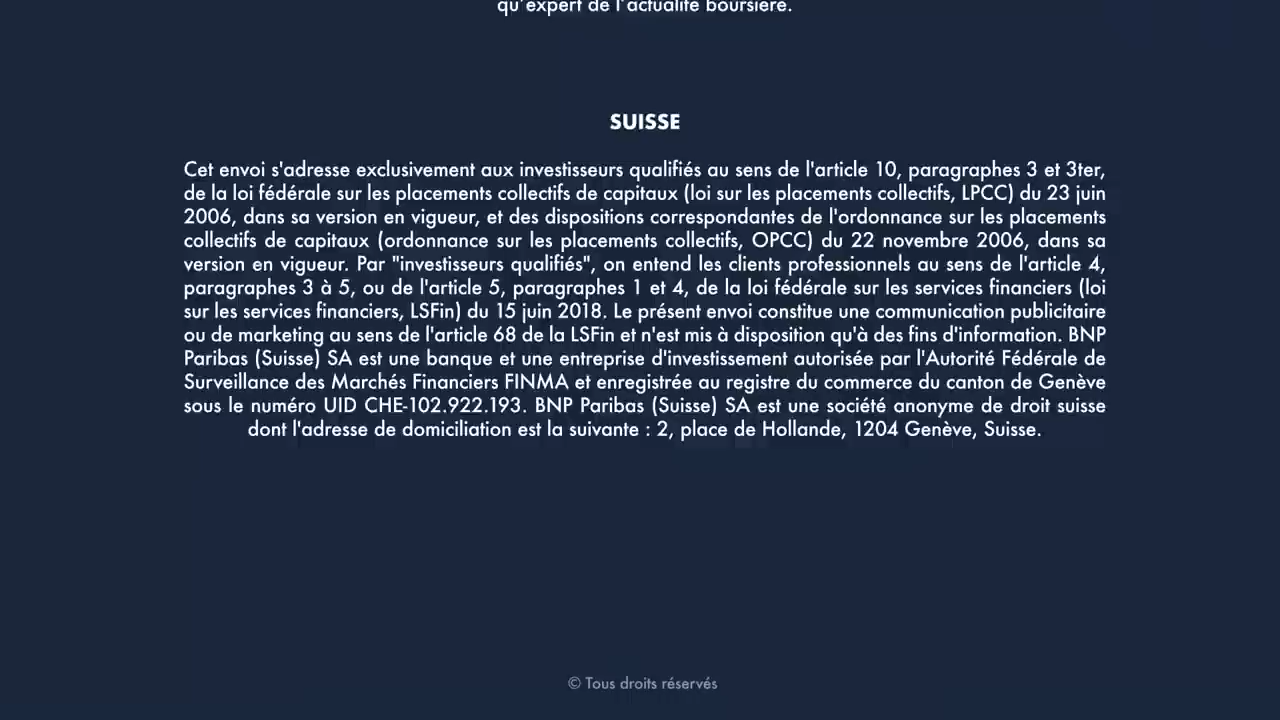 qu'expert de l'actualité boursière.
SUISSE
Cet envoi s'adresse exclusivement aux investisseurs qualifiés au sens de l'article 10, paragraphes 3 et 3ter,
de la loi fédérale sur les placements collectifs de capitaux (loi sur les placements collectifs, LPCC) du 23 juin
2006, dans sa version en vigueur, et des dispositions correspondantes de l'ordonnance sur les placements
collectifs de capitaux (ordonnance sur les placements collectifs, OPCC) du 22 novembre 2006, dans sa
version en vigueur. Par "investisseurs qualifiés", on entend les clients professionnels au sens de l'article 4,
paragraphes 3 à 5, ou de l'article 5, paragraphes 1 et 4, de la loi fédérale sur les services financiers (loi
sur les services financiers, LSFin) du 15 juin 2018. Le présent envoi constitue une communication publicitaire
ou de marketing au sens de l'article 68 de la LSFin et n'est mis à disposition qu'à des fins d'information. BNP
Paribas (Suisse) SA est une banque et une entreprise d'investissement autorisée par l'Autorité Fédérale de
Surveillance des Marchés Financiers FINMA et enregistrée au registre du commerce du canton de Genève
sous le numéro UID CHE-102.922.193. BNP Paribas (Suisse) SA est une société anonyme de droit suisse
dont l'adresse de domiciliation est la suivante : 2, place de Hollande, 1204 Genève, Suisse.
© Tous droits réservés